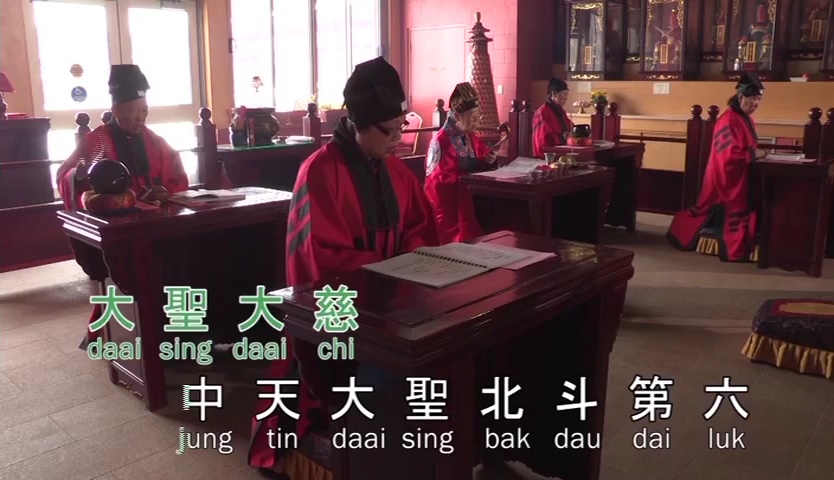 大聖大慈
daai sing daai chi
中天大聖北斗第六
jung tin daai sing bak dau dai luk